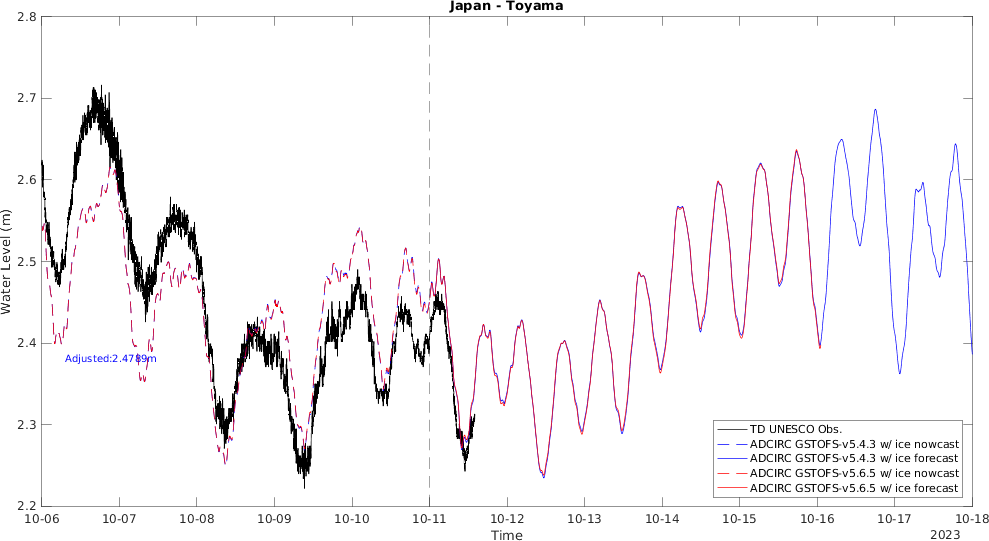 Japan - Toyama
2.8
2.7
2.6
2.5
2.4
2.3
2.2
Water Level (m)
Adjusted:2.4789m
TD UNESCO Obs.
ADCIRC GSTOFS-v5.4.3 w/ ice nowcast
ADCIRC GSTOFS-v5.4.3 w/ ice forecast
ADCIRC GSTOFS-v5.6.5 w/ ice nowcast
ADCIRC GSTOFS-v5.6.5 w/ ice forecast
10-06 10-07 10-08 10-09 10-10 10-11 10-12 10-13 10-14 10-15 10-16 10-17 10-18
Time
2023